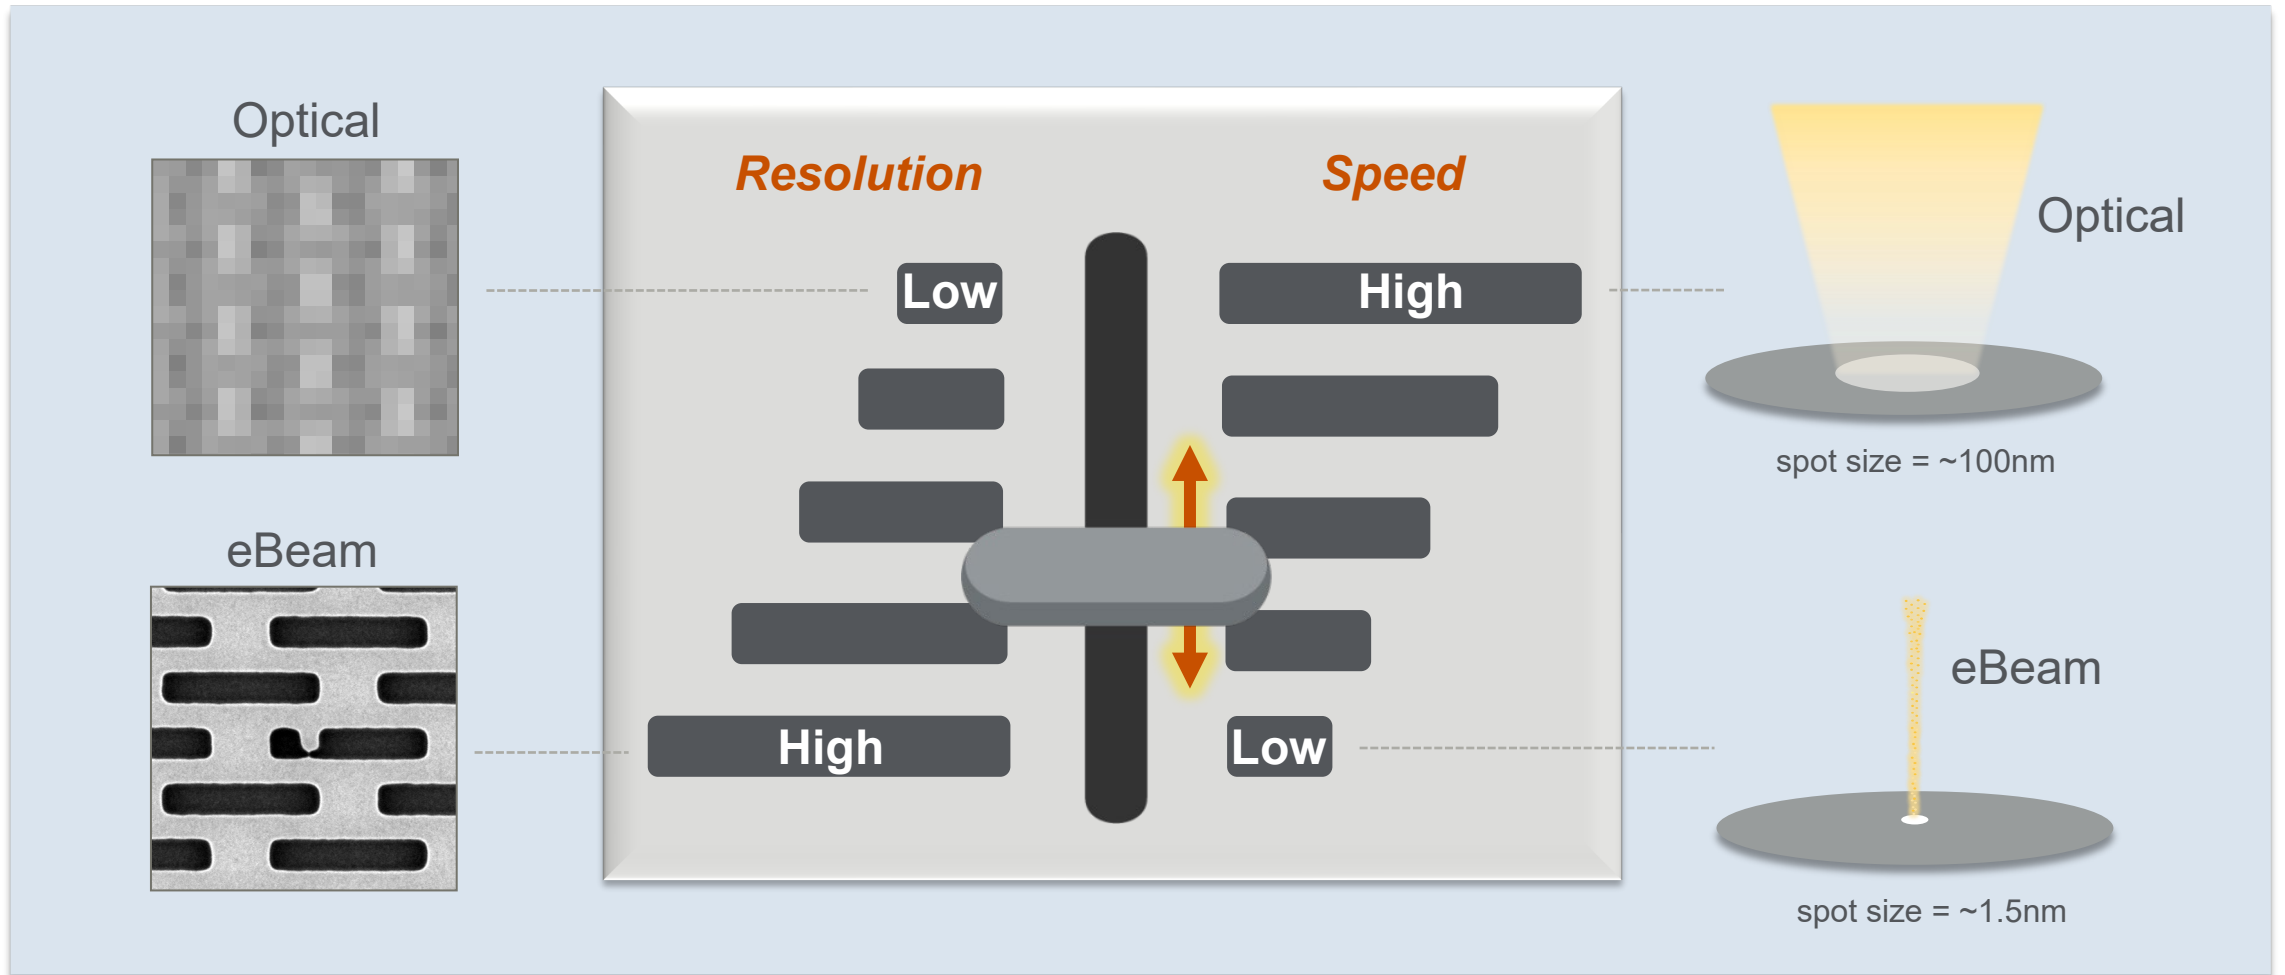 Optical
eBeam
Resolution
Speed
Low
High
High
Low
Optical
spot size = ~100nm
eBeam
spot size = ~1.5nm